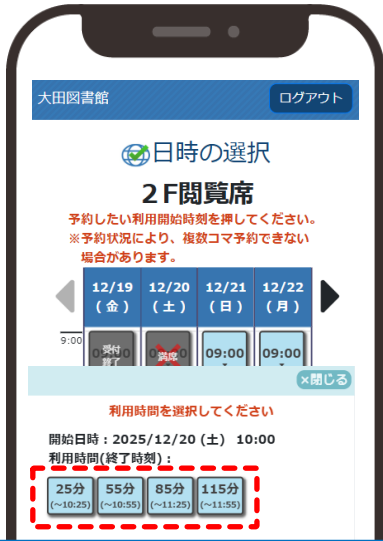 大田図書館
ログアウト
日時の選択
２F閲覧席
予約したい利用開始時刻を押してください。
※予約状況により、複数コマ予約できない
場合があります。
12/19 12/20 12/21 12/22
(金) (土) (日) (月)
9:00
受付
終了
満席
09:00 09:00
×閉じる
利用時間を選択してください
開始日時：2025/12/20 (土) 10:00
利用時間(終了時刻)：
25分 55分 85分 115分
(～10:25) (～10:55) (～11:25) (～11:55)